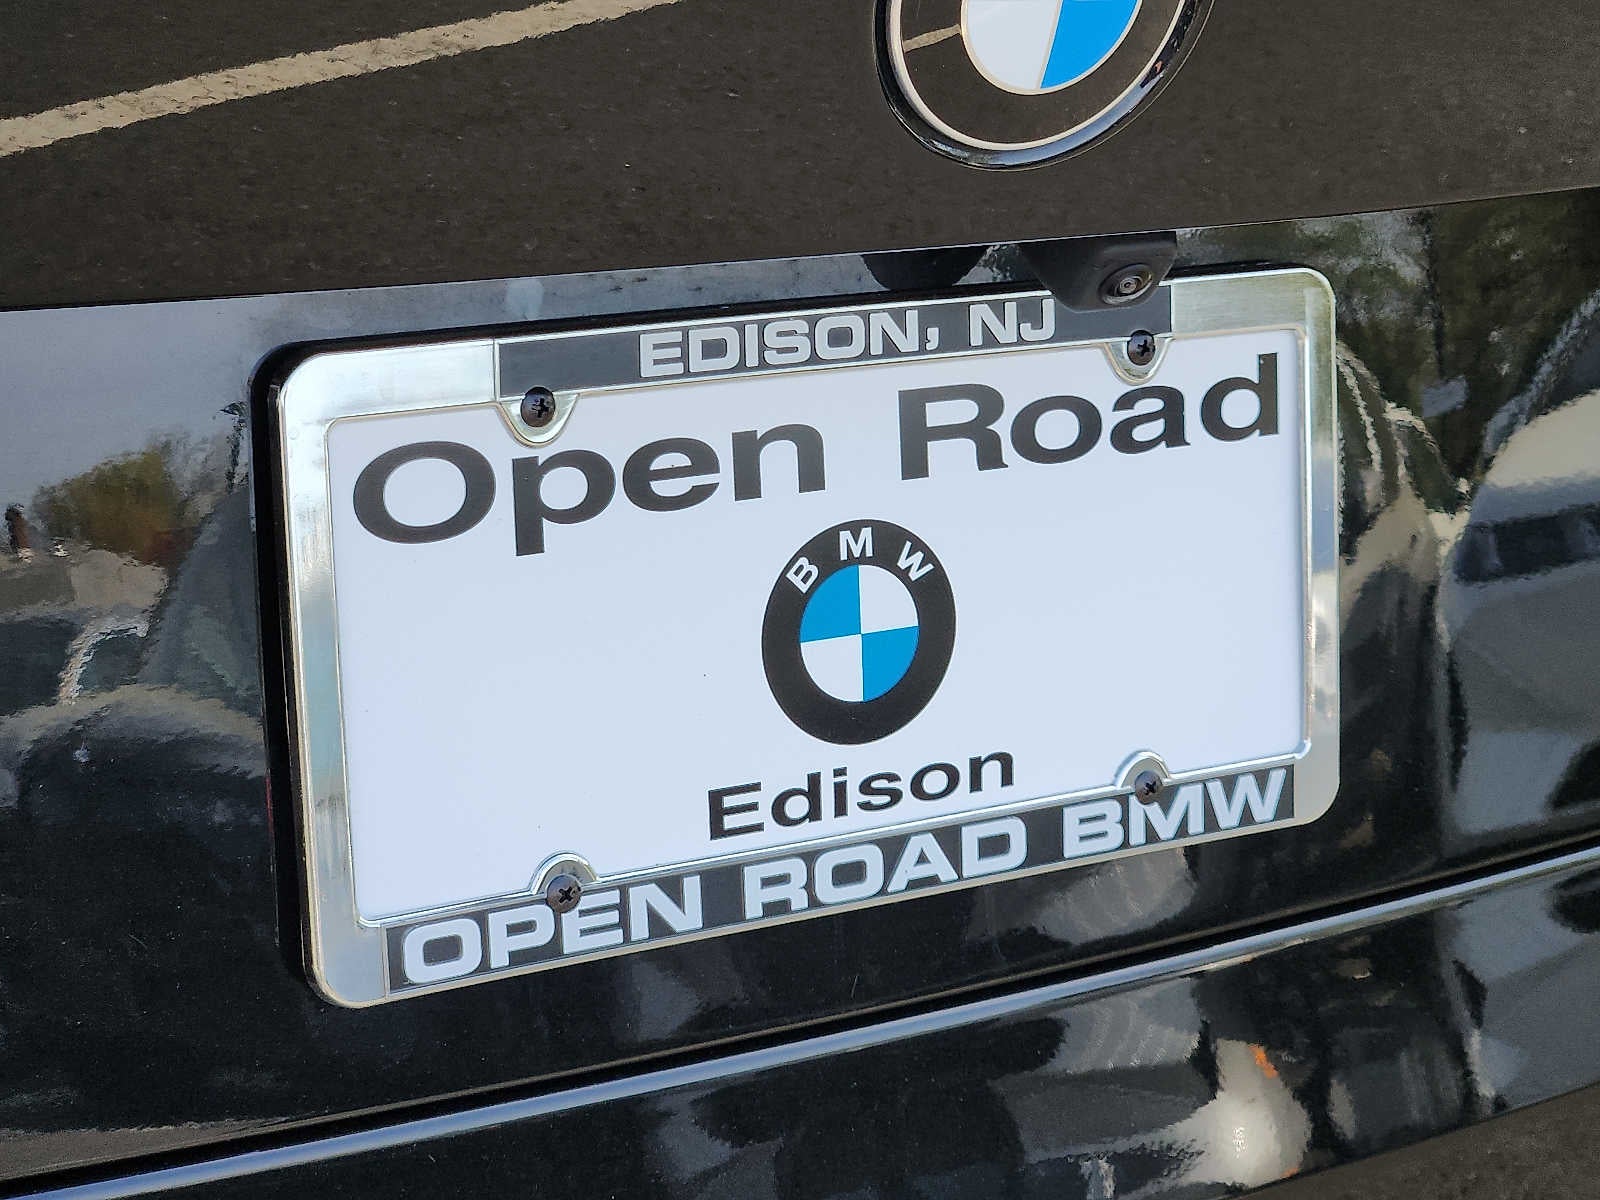 EDISON, NJ
Open Road
BMW
Edison
OPEN ROAD BMW